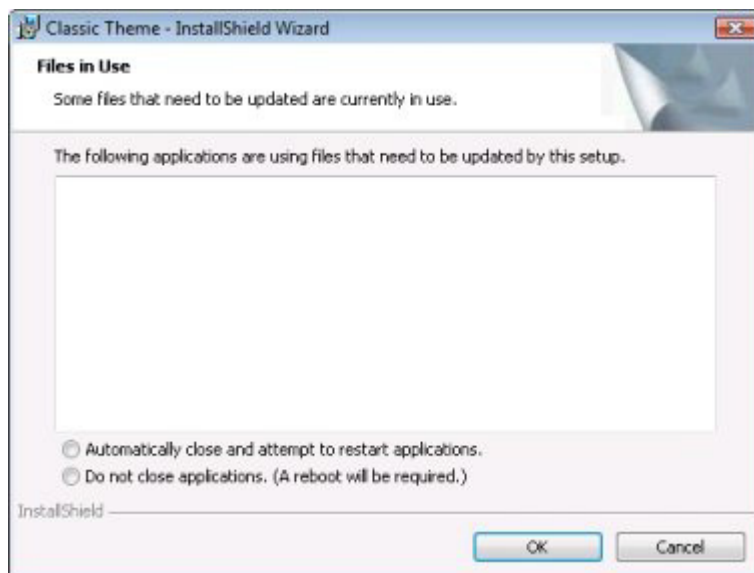 Classic Theme - InstallShield Wizard
Files in Use
Some files that need to be updated are currently in use.
The following applications are using files that need to be updated by this setup.
Automatically close and attempt to restart applications.
Do not close applications. (A reboot will be required.)
InstallShield
OK
Cancel